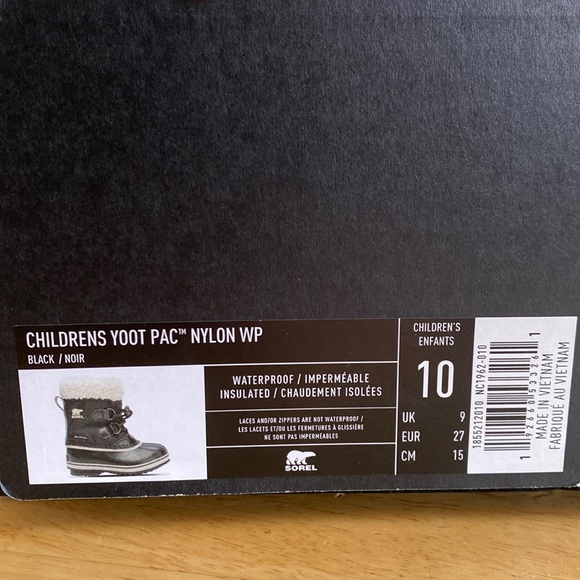 CHILDRENS YOOT PAC™ NYLON WP
BLACK / NOIR
WATERPROOF / IMPERMÉABLE
INSULATED / CHAUDEMENT ISOLÉES
LACES AND/OR ZIPPERS ARE NOT WATERPROOF /
LES LACETS ET/OU LES FERMETURES À GLISSIÈRE
NE SONT PAS IMPERMÉABLES
SOREL
CHILDREN'S
ENFANTS
10
UK 9
EUR 27
CM 15
1855212010 NC1962-010
MADE IN VIETNAM
FABRIQUÉ AU VIETNAM